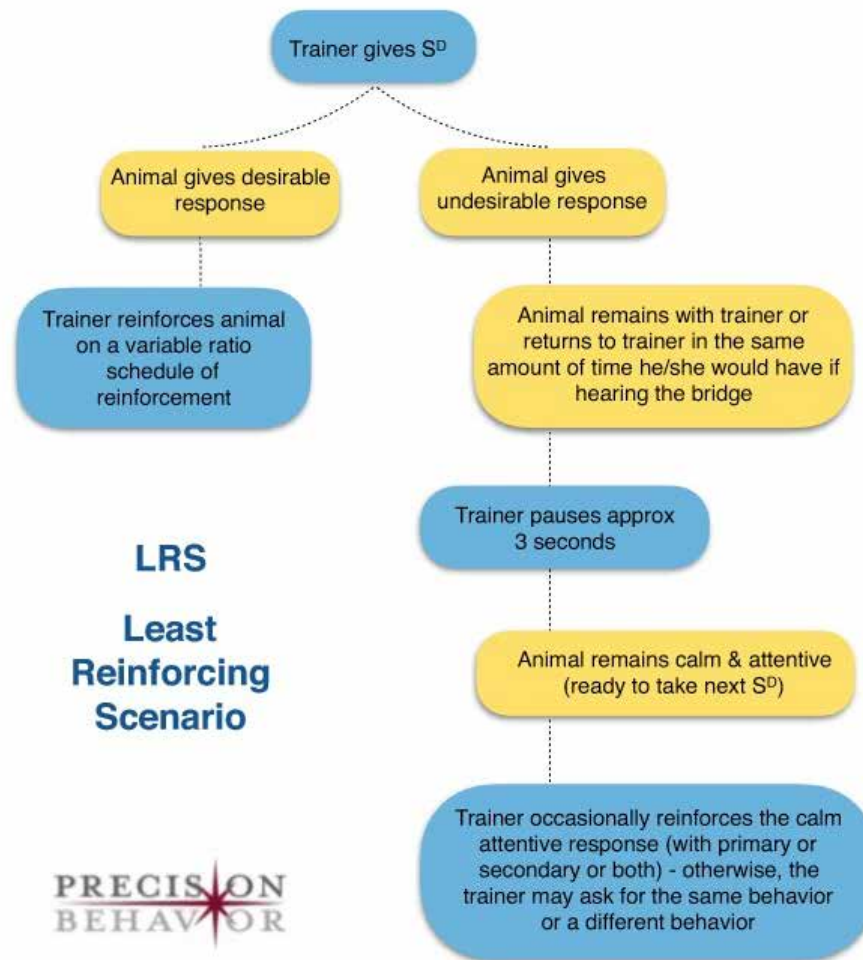 Trainer gives Sᴰ
Animal gives desirable
response
Animal gives
undesirable response
Trainer reinforces animal
on a variable ratio
schedule of
reinforcement
Animal remains with trainer or
returns to trainer in the same
amount of time he/she would have if
hearing the bridge
Trainer pauses approx
3 seconds
LRS
Least
Reinforcing
Scenario
Animal remains calm & attentive
(ready to take next Sᴰ)
Trainer occasionally reinforces the calm
attentive response (with primary or
secondary or both) - otherwise, the
trainer may ask for the same behavior
or a different behavior
PRECISION
BEHAVIOR